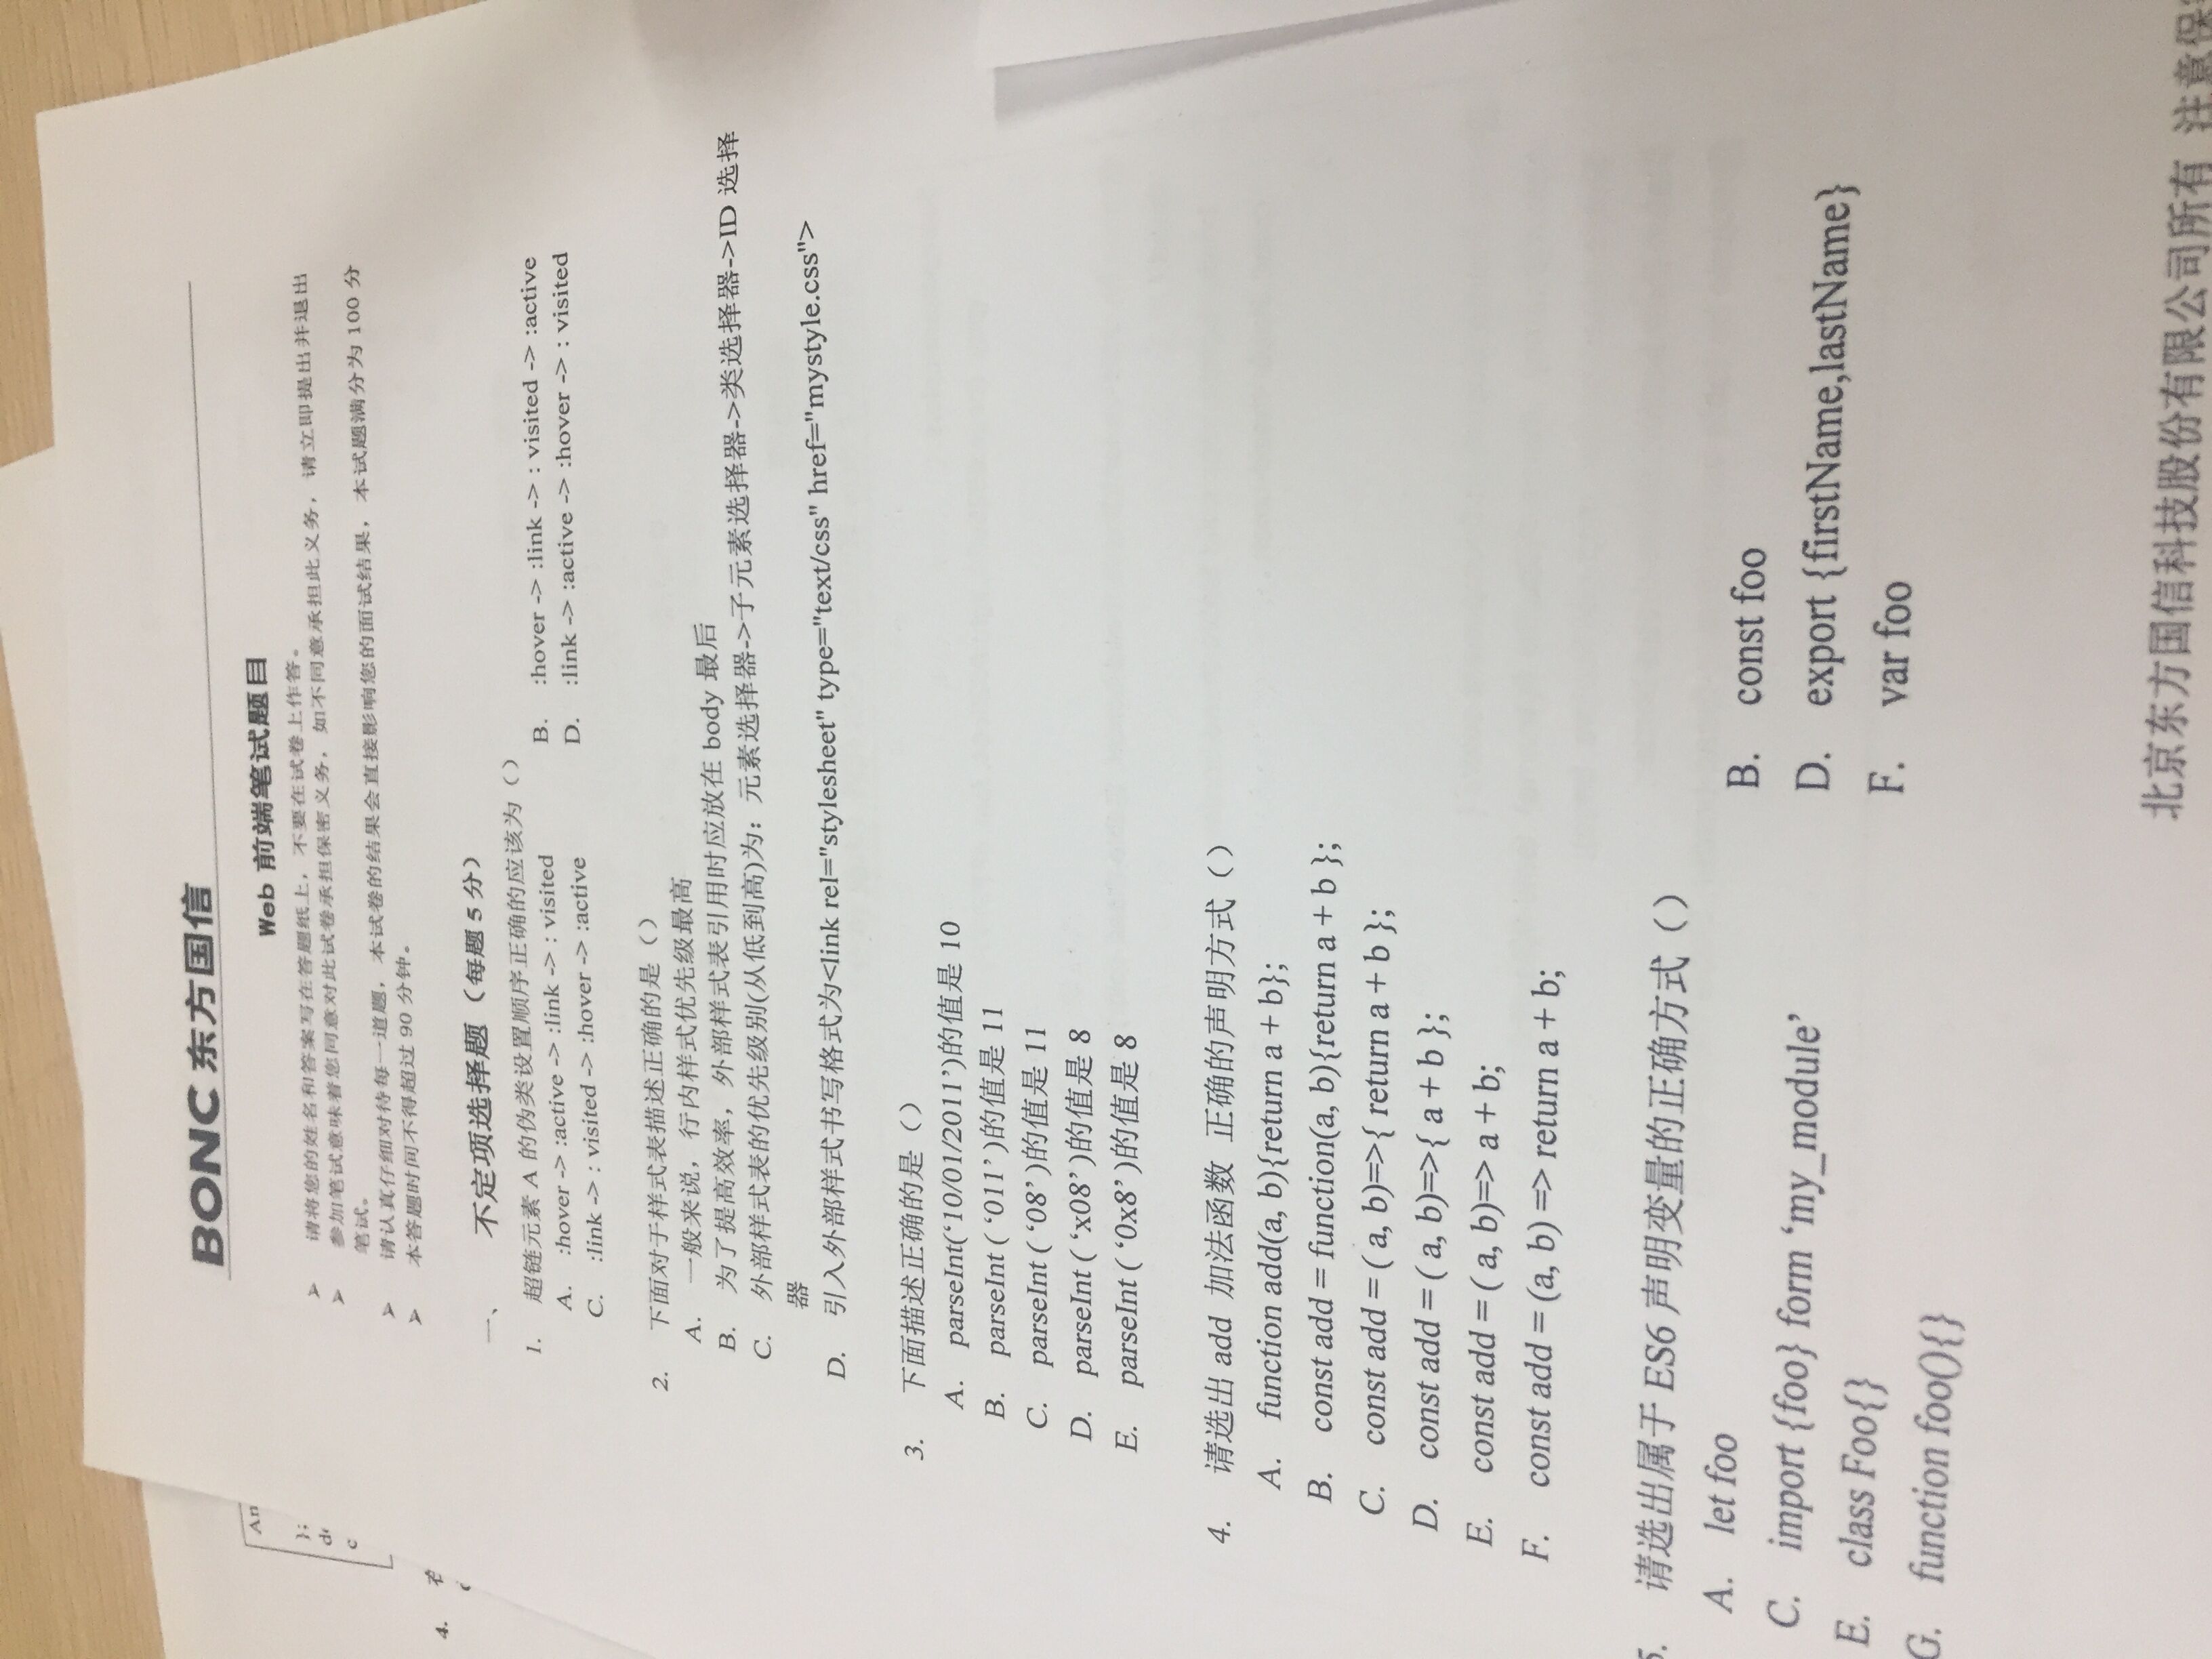 BONC 东方国信
Web 前端笔试题目
➢ 请将您的姓名和答案写在答题纸上，不要在试卷上作答。
➢ 参加笔试意味着您同意对此试卷承担保密义务，如不同意承担此义务，请立即提出并退出
笔试。
➢ 请认真仔细对待每一道题，本试卷的结果会直接影响您的面试结果，本试题满分为 100 分
➢ 本答题时间不得超过 90 分钟。
一、 不定项选择题（每题 5 分）
1. 超链元素 A 的伪类设置顺序正确的应该为（）
A. :hover -> :active -> :link -> : visited B. :hover -> :link -> : visited -> :active
C. :link -> : visited -> :hover -> :active D. :link -> :active -> :hover -> : visited
2. 下面对于样式表描述正确的是（）
A. 一般来说，行内样式优先级最高
B. 为了提高效率，外部样式表引用时应放在 body 最后
C. 外部样式表的优先级别(从低到高)为：元素选择器->子元素选择器->类选择器->ID 选择
器
D. 引入外部样式书写格式为<link rel="stylesheet" type="text/css" href="mystyle.css">
3. 下面描述正确的是（）
A. parseInt(‘10/01/2011’)的值是 10
B. parseInt ( ‘011’ )的值是 11
C. parseInt ( ‘08’ )的值是 11
D. parseInt ( ‘x08’ )的值是 8
E. parseInt ( ‘0x8’ )的值是 8
4. 请选出 add 加法函数 正确的声明方式（）
A. function add(a, b){return a + b};
B. const add = function(a, b){return a + b };
C. const add = ( a, b)=>{ return a + b };
D. const add = ( a, b)=>{ a + b };
E. const add = ( a, b)=> a + b;
F. const add = (a, b) => return a + b;
5. 请选出属于 ES6 声明变量的正确方式（）
A. let foo B. const foo
C. import {foo} form ‘my_module’ D. export {firstName,lastName}
E. class Foo{} F. var foo
G. function foo(){}
北京东方国信科技股份有限公司所有 注意保
An
};
c
4.